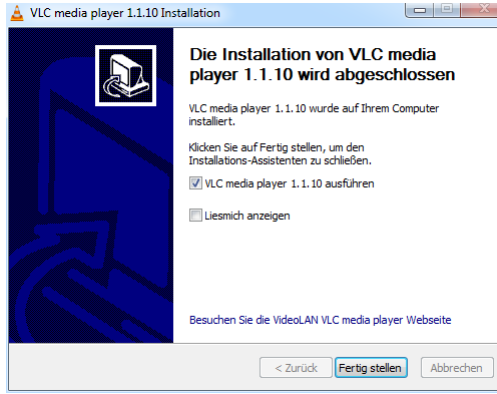 VLC media player 1.1.10 Installation
Die Installation von VLC media
player 1.1.10 wird abgeschlossen
VLC media player 1.1.10 wurde auf Ihrem Computer
installiert.
Klicken Sie auf Fertig stellen, um den
Installations-Assistenten zu schließen.
VLC media player 1.1.10 ausführen
Liesmich anzeigen
Besuchen Sie die VideoLAN VLC media player Webseite
< Zurück Fertig stellen Abbrechen